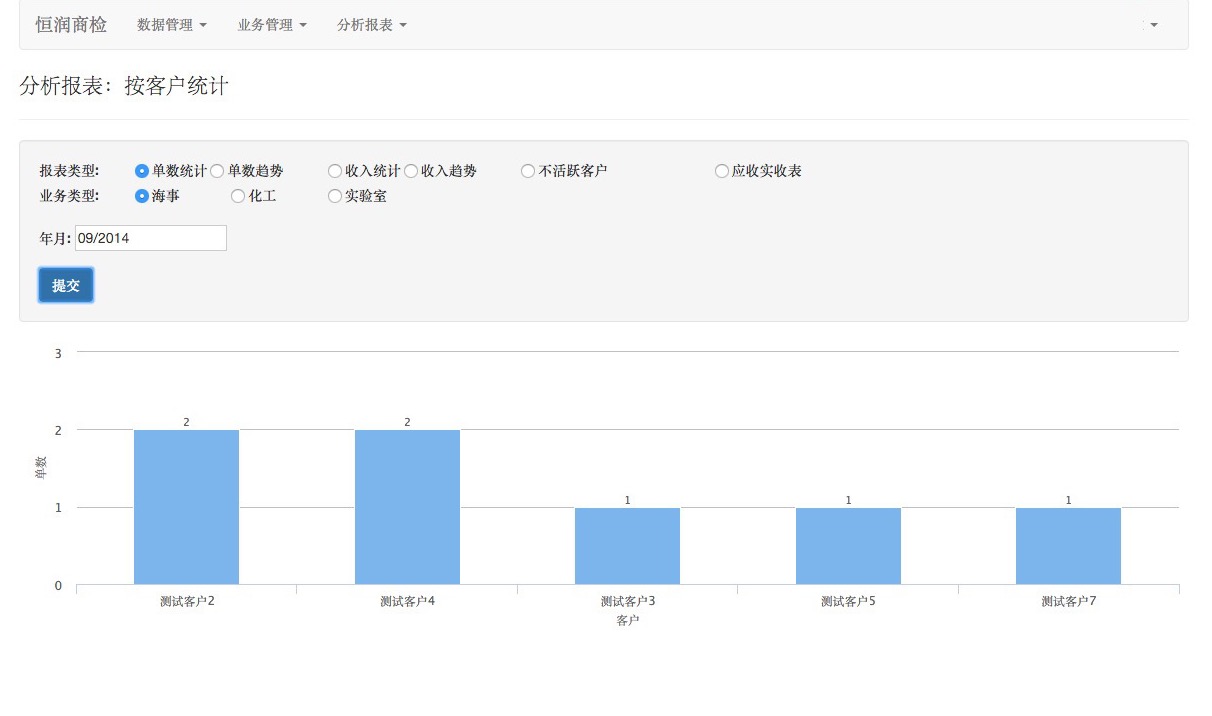 恒润商检 数据管理 业务管理 分析报表
分析报表：按客户统计
报表类型: 单数统计 单数趋势 收入统计 收入趋势 不活跃客户 应收实收表
业务类型: 海事 化工 实验室
年月: 09/2014
提交
3
2
1
0
单数
2 2 1 1 1
测试客户2 测试客户4 测试客户3 测试客户5 测试客户7
客户